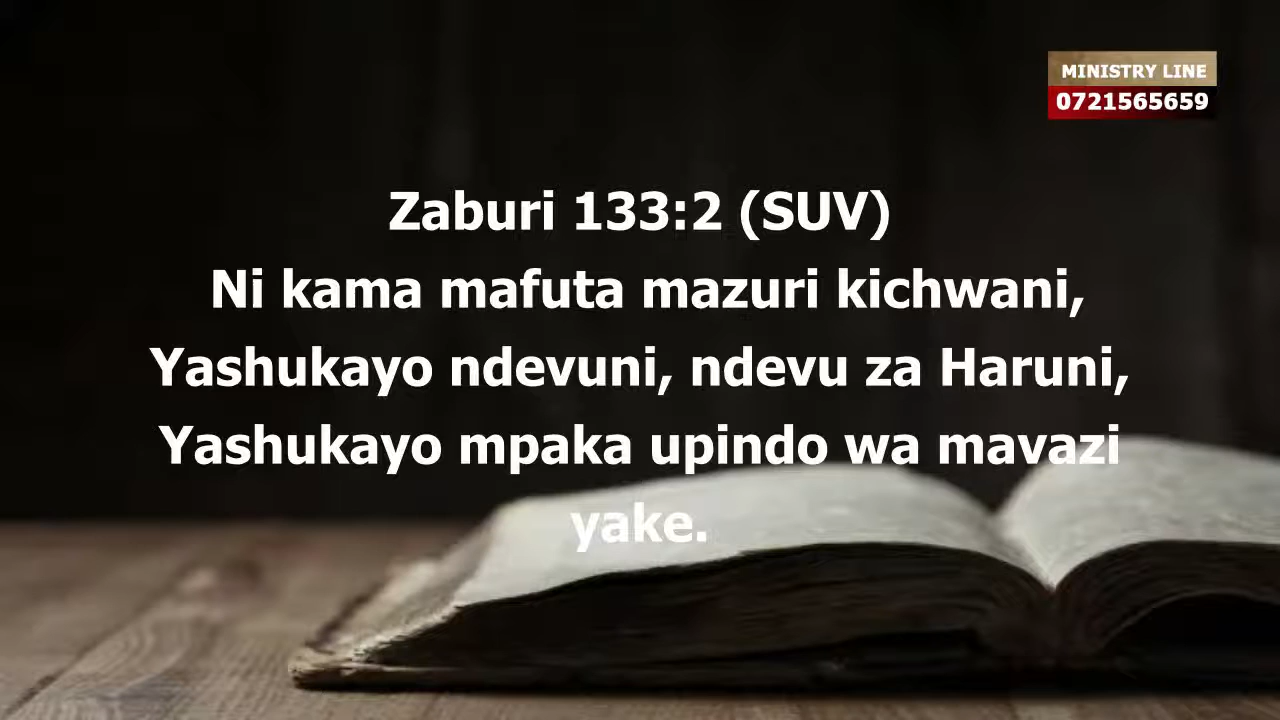 MINISTRY LINE
0721565659
Zaburi 133:2 (SUV)
Ni kama mafuta mazuri kichwani,
Yashukayo ndevuni, ndevu za Haruni,
Yashukayo mpaka upindo wa mavazi
yake.